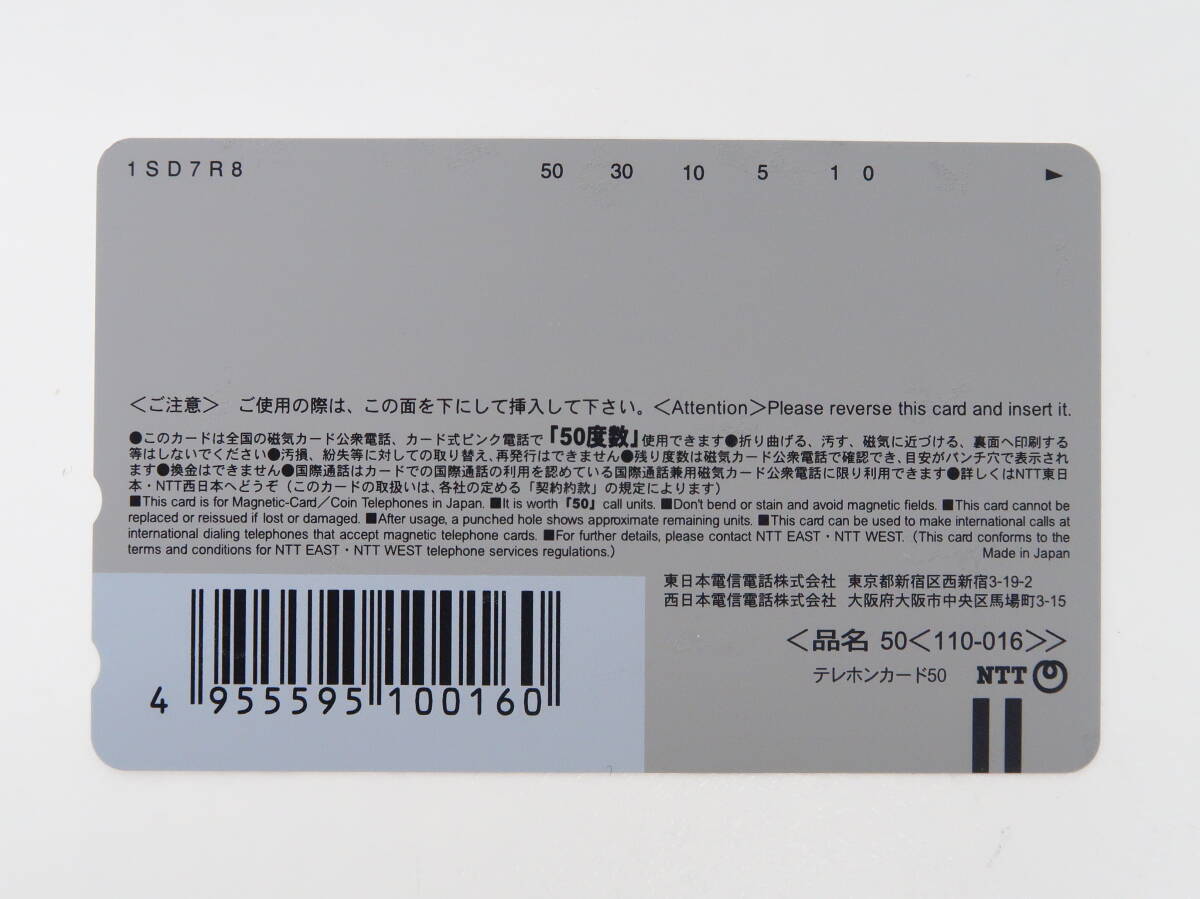 1SD7R8 50 30 10 5 1 0 ►
＜ご注意＞ ご使用の際は、この面を下にして挿入して下さい。＜Attention＞Please reverse this card and insert it.
●このカードは全国の磁気カード公衆電話、カード式ピンク電話で「50度数」使用できます●折り曲げる、汚す、磁気に近づける、裏面へ印刷する
等はしないでください●汚損、紛失等に対しての取り替え、再発行はできません●残り度数は磁気カード公衆電話で確認でき、目安がパンチ穴で表示され
ます●換金はできません●国際通話はカードでの国際通話の利用を認めている国際通話兼用磁気カード公衆電話に限り利用できます●詳しくはNTT東日
本・NTT西日本へどうぞ（このカードの取扱いは、各社の定める「契約約款」の規定によります）
■This card is for Magnetic-Card／Coin Telephones in Japan. ■It is worth「50」call units. ■Don't bend or stain and avoid magnetic fields. ■This card cannot be
replaced or reissued if lost or damaged. ■After usage, a punched hole shows approximate remaining units. ■This card can be used to make international calls at
international dialing telephones that accept magnetic telephone cards. ■For further details, please contact NTT EAST・NTT WEST. (This card conforms to the
terms and conditions for NTT EAST・NTT WEST telephone services regulations.) Made in Japan
東日本電信電話株式会社 東京都新宿区西新宿3-19-2
西日本電信電話株式会社 大阪府大阪市中央区馬場町3-15
＜品名 50＜110-016＞＞
テレホンカード50 NTT
4 955595 100160